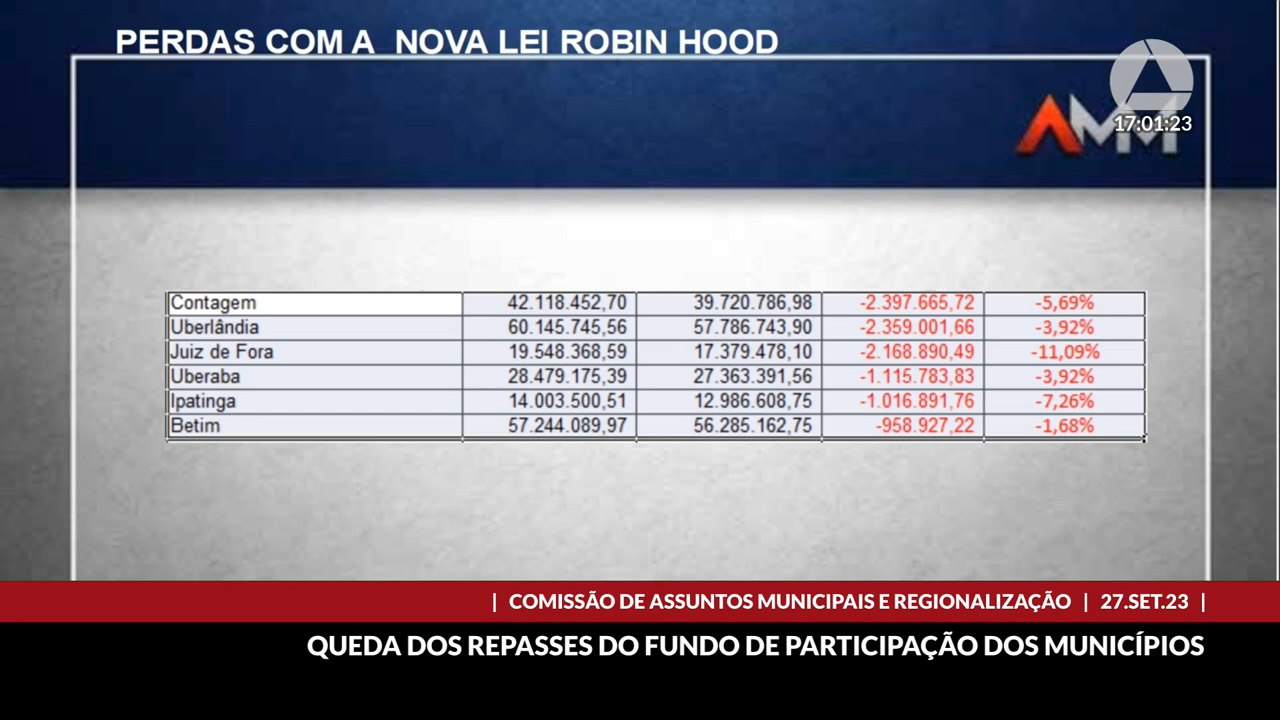 PERDAS COM A NOVA LEI ROBIN HOOD
AMM
17:01:23
Contagem 42.118.452,70 39.720.786,98 -2.397.665,72 -5,69%
Uberlândia 60.145.745,56 57.786.743,90 -2.359.001,66 -3,92%
Juiz de Fora 19.548.368,59 17.379.478,10 -2.168.890,49 -11,09%
Uberaba 28.479.175,39 27.363.391,56 -1.115.783,83 -3,92%
Ipatinga 14.003.500,51 12.986.608,75 -1.016.891,76 -7,26%
Betim 57.244.089,97 56.285.162,75 -958.927,22 -1,68%
| COMISSÃO DE ASSUNTOS MUNICIPAIS E REGIONALIZAÇÃO | 27.SET.23 |
QUEDA DOS REPASSES DO FUNDO DE PARTICIPAÇÃO DOS MUNICÍPIOS